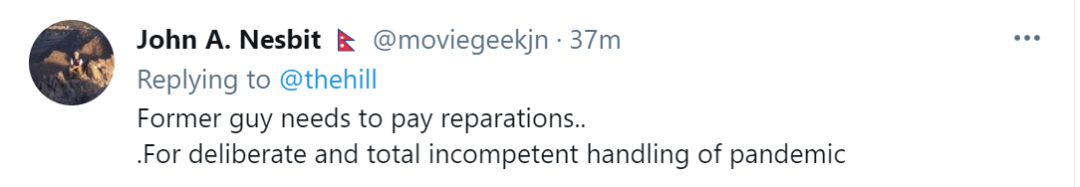 John A. Nesbit 🇳🇵 @moviegeekjn · 37m
Replying to @thehill
Former guy needs to pay reparations..
.For deliberate and total incompetent handling of pandemic